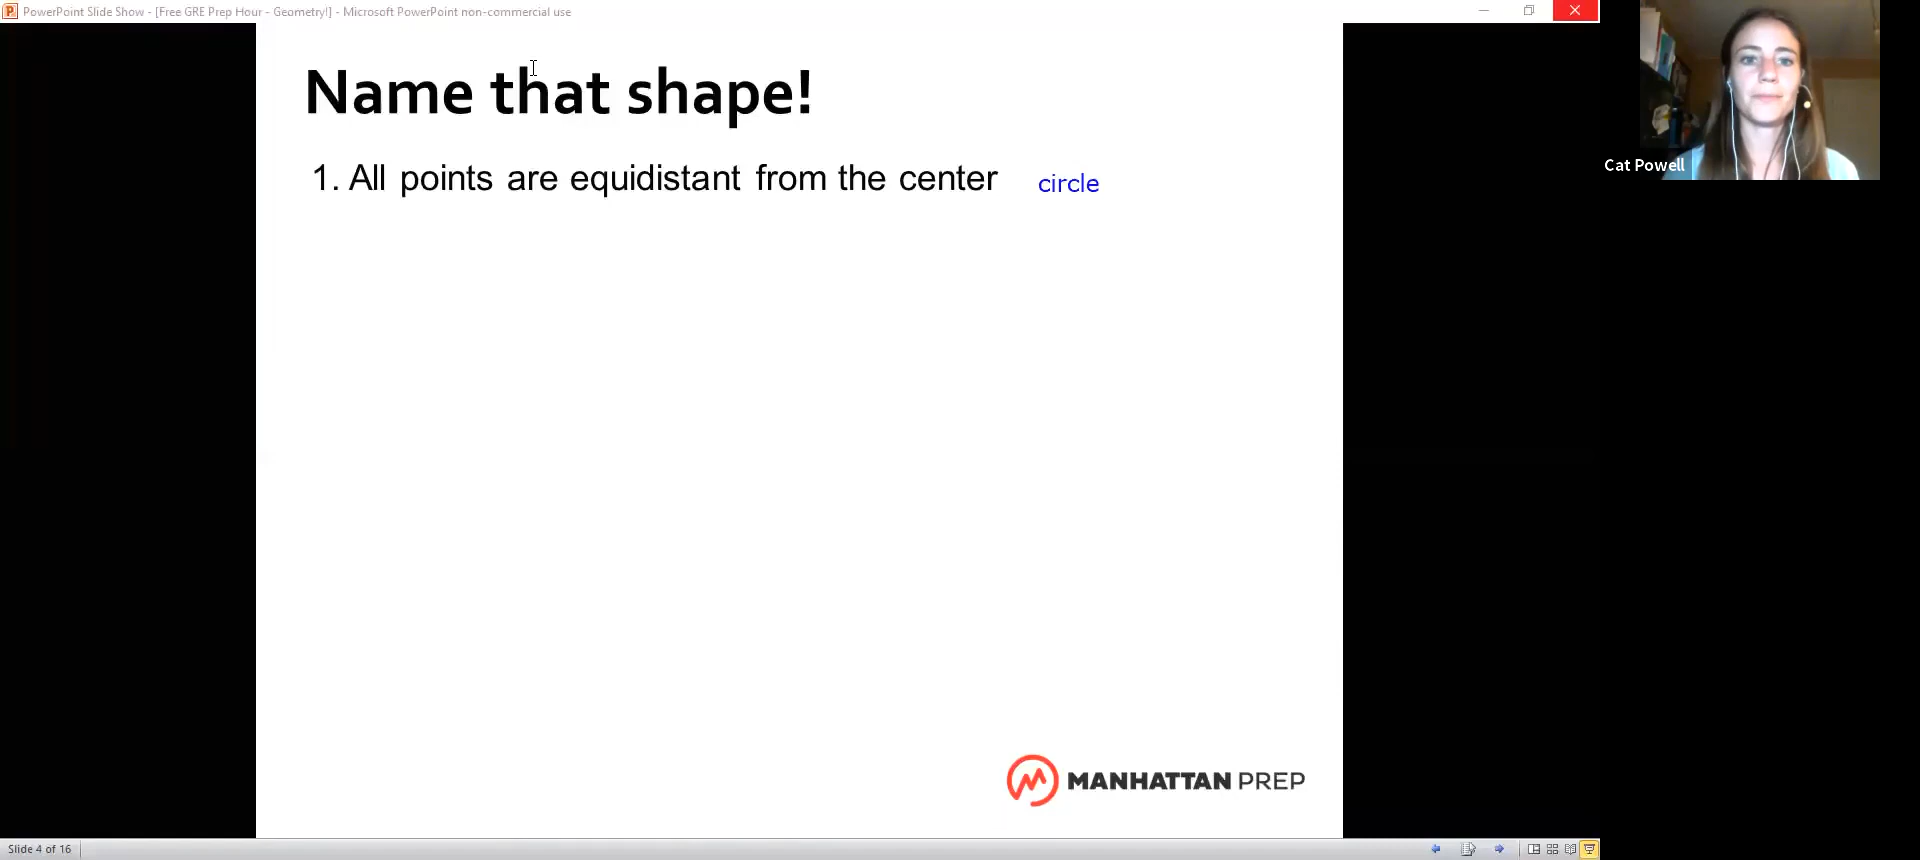 PowerPoint Slide Show - [Free GRE Prep Hour - Geometry!] - Microsoft PowerPoint non-commercial use
Name that shape!
1. All points are equidistant from the center circle
Cat Powell
MANHATTAN PREP
Slide 4 of 16